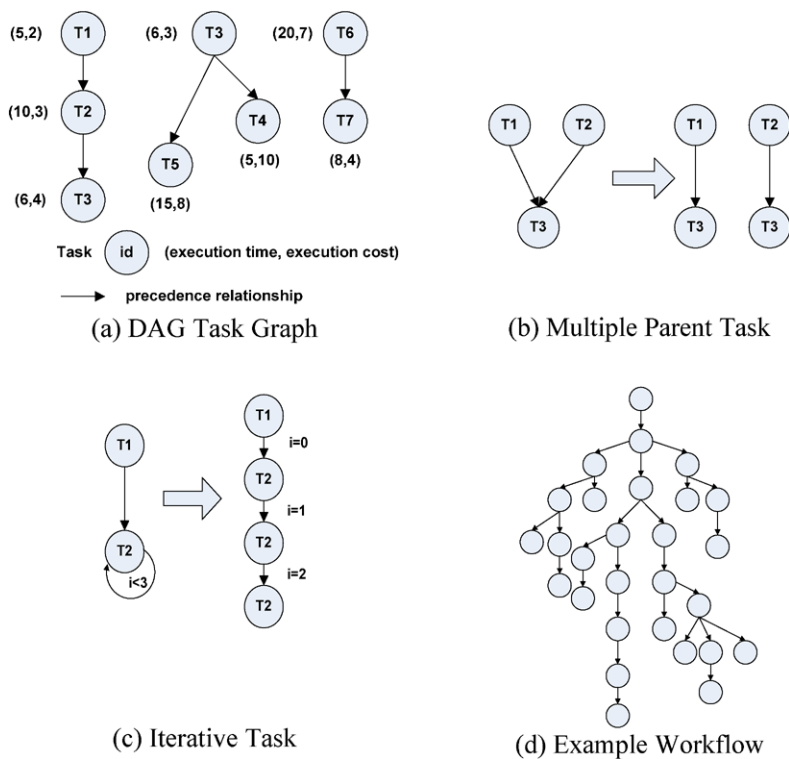 (5,2) T1 (6,3) T3 (20,7) T6
(10,3) T2 T4 T7
T5 (5,10) (8,4)
(6,4) T3 (15,8)
Task id (execution time, execution cost)
precedence relationship
(a) DAG Task Graph
T1 T2 T1 T2
T3 T3 T3
(b) Multiple Parent Task
T1
T2
i<3
T1
i=0
T2
i=1
T2
i=2
T2
(c) Iterative Task
(d) Example Workflow